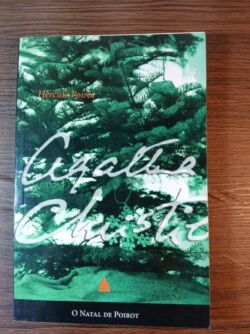 Hercule Poirot
Agatha
Christie
O NATAL DE POIROT